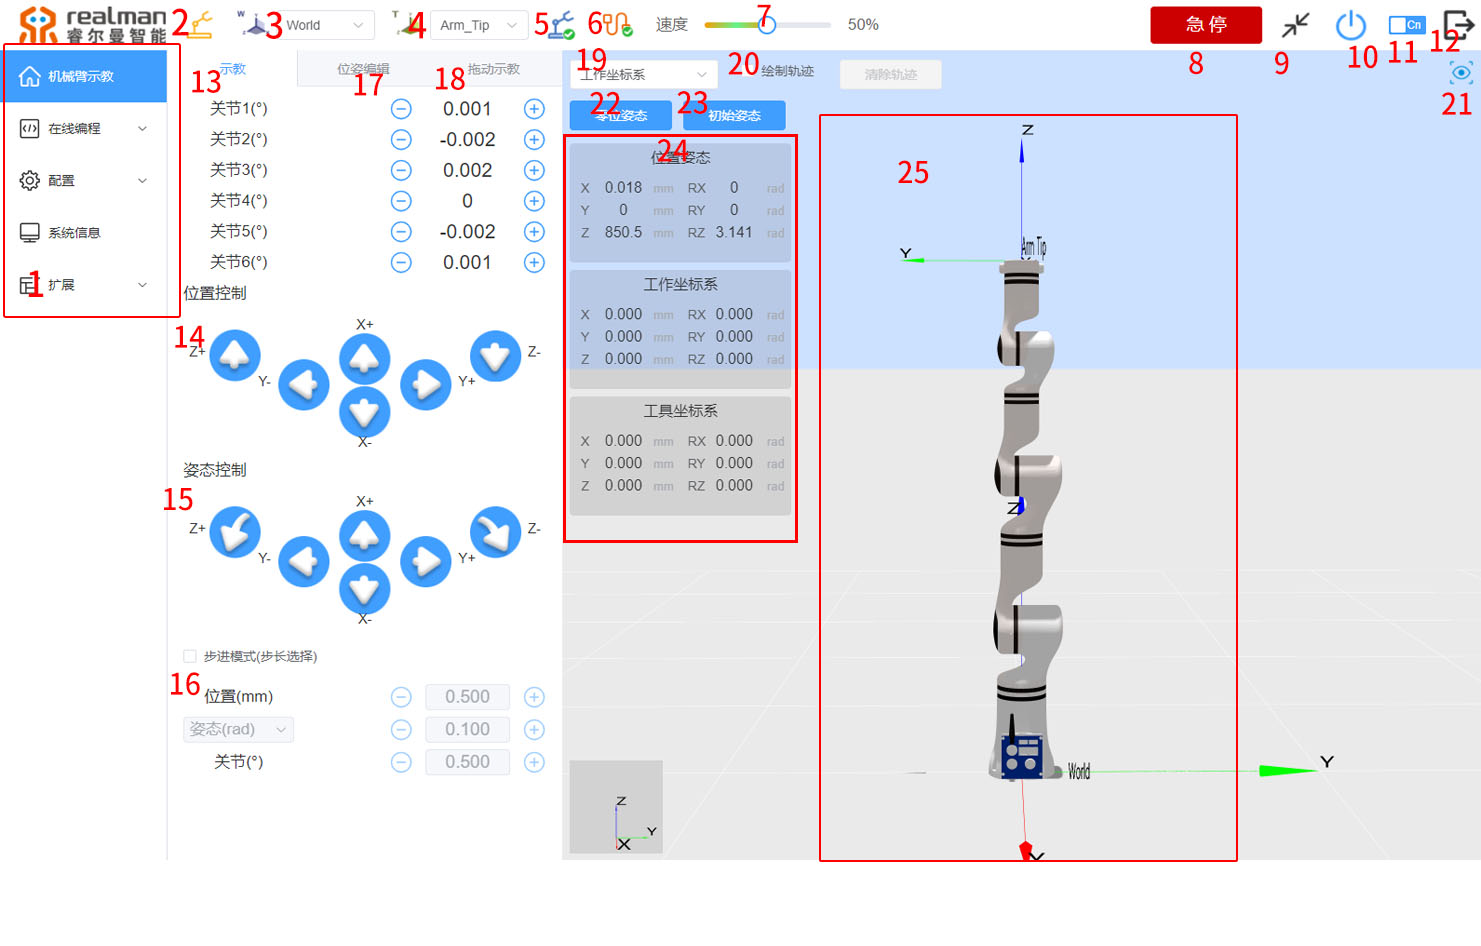 realman
睿尔曼智能
2
W
3
World
T
4
Arm_Tip
5
6
速度
7
50%
急 停
8
9
10
Cn
11
12
机械臂示教
在线编程
配置
系统信息
扩展
1
13
示教
位姿编辑
17
18
拖动示教
关节1(°)
0.001
关节2(°)
-0.002
关节3(°)
0.002
关节4(°)
0
关节5(°)
-0.002
关节6(°)
0.001
位置控制
14
Z+
Y-
X+
X-
Y+
Z-
姿态控制
15
Z+
Y-
X+
X-
Y+
Z-
步进模式(步长选择)
16
位置(mm)
0.500
姿态(rad)
0.100
关节(°)
0.500
19
工作坐标系
20
绘制轨迹
清除轨迹
21
22
零位姿态
23
初始姿态
24
位置姿态
X 0.018 mm RX 0 rad
Y 0 mm RY 0 rad
Z 850.5 mm RZ 3.141 rad
工作坐标系
X 0.000 mm RX 0.000 rad
Y 0.000 mm RY 0.000 rad
Z 0.000 mm RZ 0.000 rad
工具坐标系
X 0.000 mm RX 0.000 rad
Y 0.000 mm RY 0.000 rad
Z 0.000 mm RZ 0.000 rad
25
Z
Arm Tip
Y
Z
World
Y
X
Z
Y
X